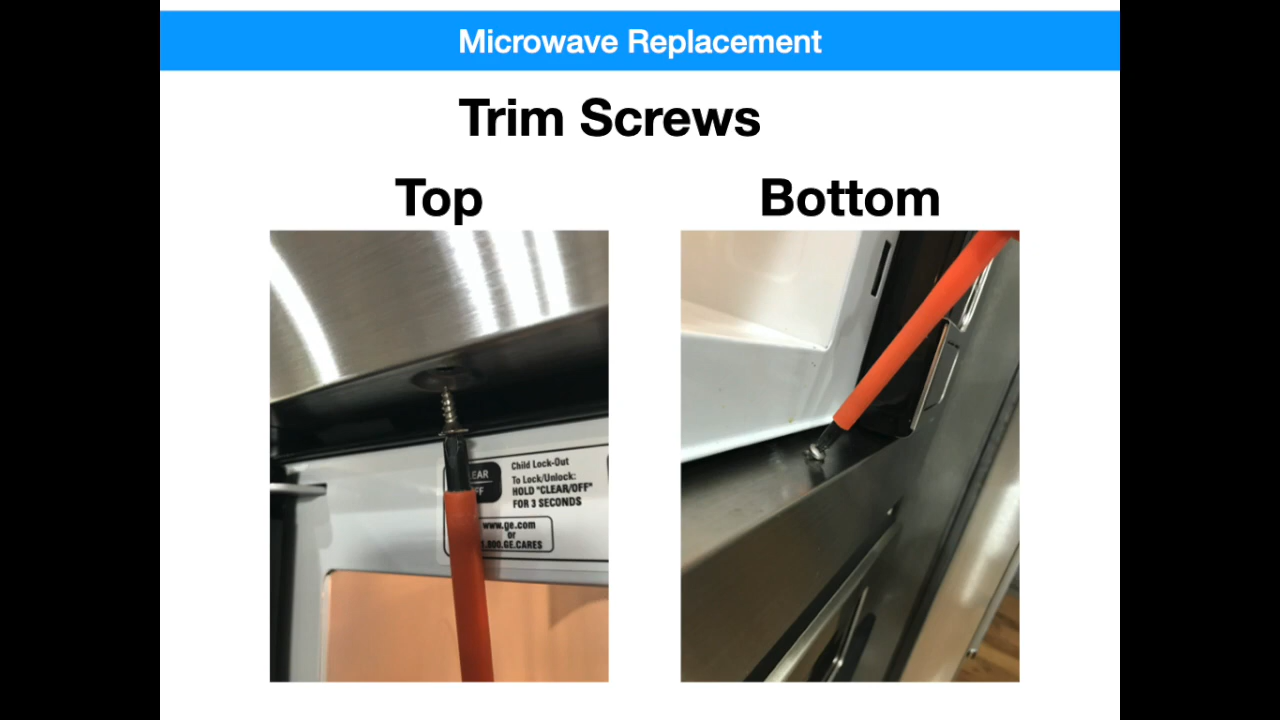 Microwave Replacement
Trim Screws
Top
Bottom
Child Lock-Out
To Lock/Unlock:
HOLD "CLEAR/OFF"
FOR 3 SECONDS
www.ge.com
or